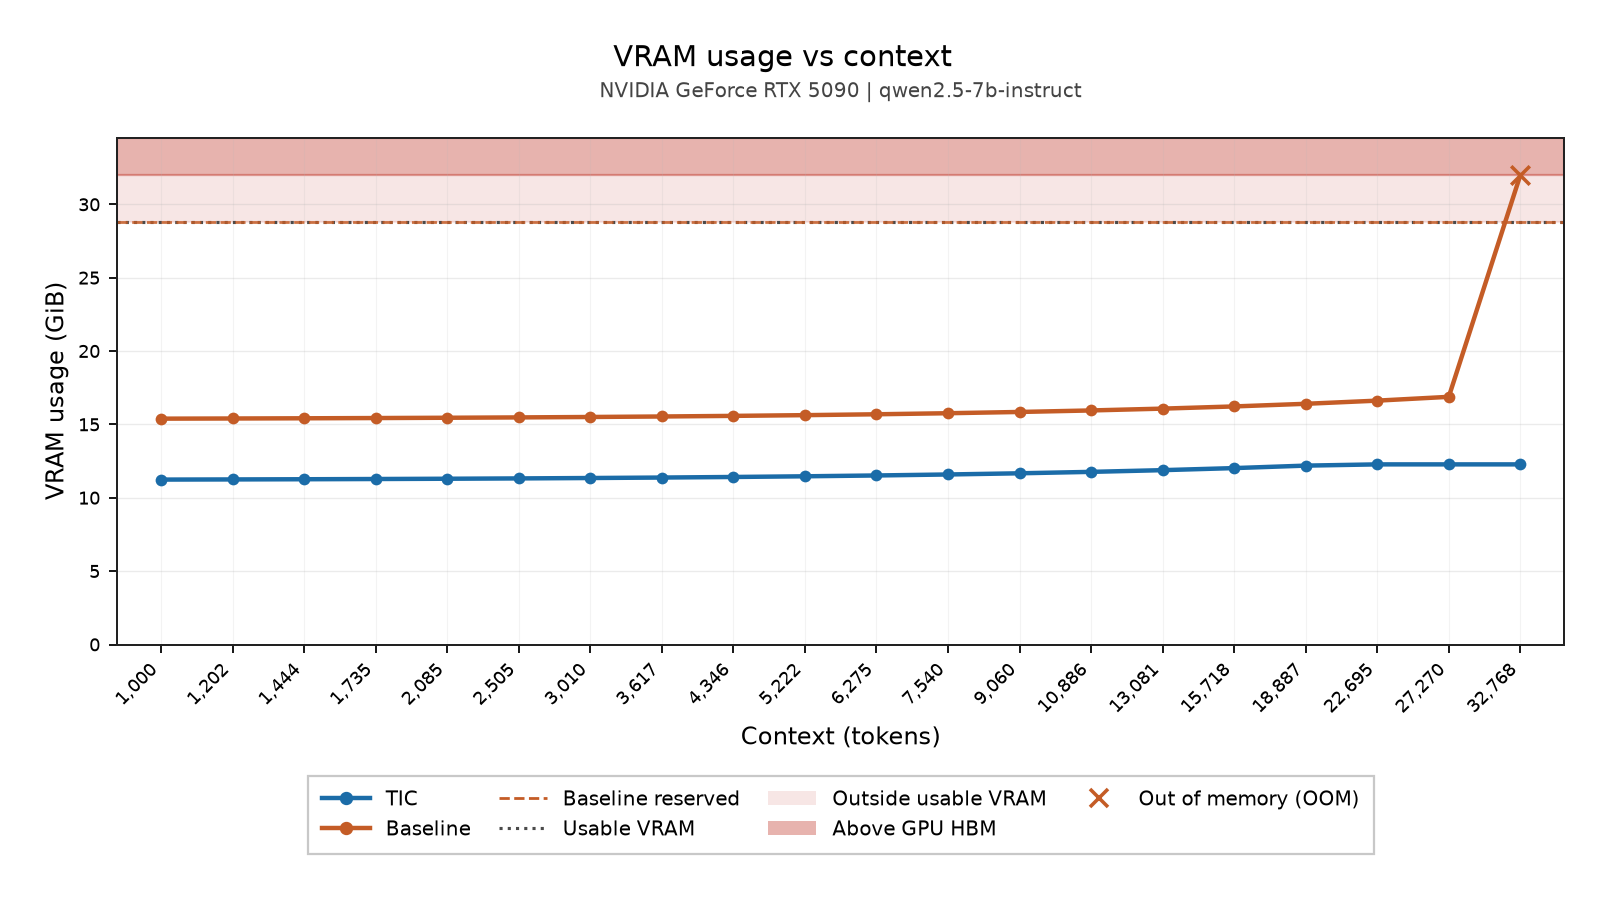 VRAM usage vs context
NVIDIA GeForce RTX 5090 | qwen2.5-7b-instruct
VRAM usage (GiB)
30
25
20
15
10
5
0
1,000
1,202
1,444
1,735
2,085
2,505
3,010
3,617
4,346
5,222
6,275
7,540
9,060
10,886
13,081
15,718
18,887
22,695
27,270
32,768
Context (tokens)
TIC
Baseline
Baseline reserved
Usable VRAM
Outside usable VRAM
Above GPU HBM
Out of memory (OOM)